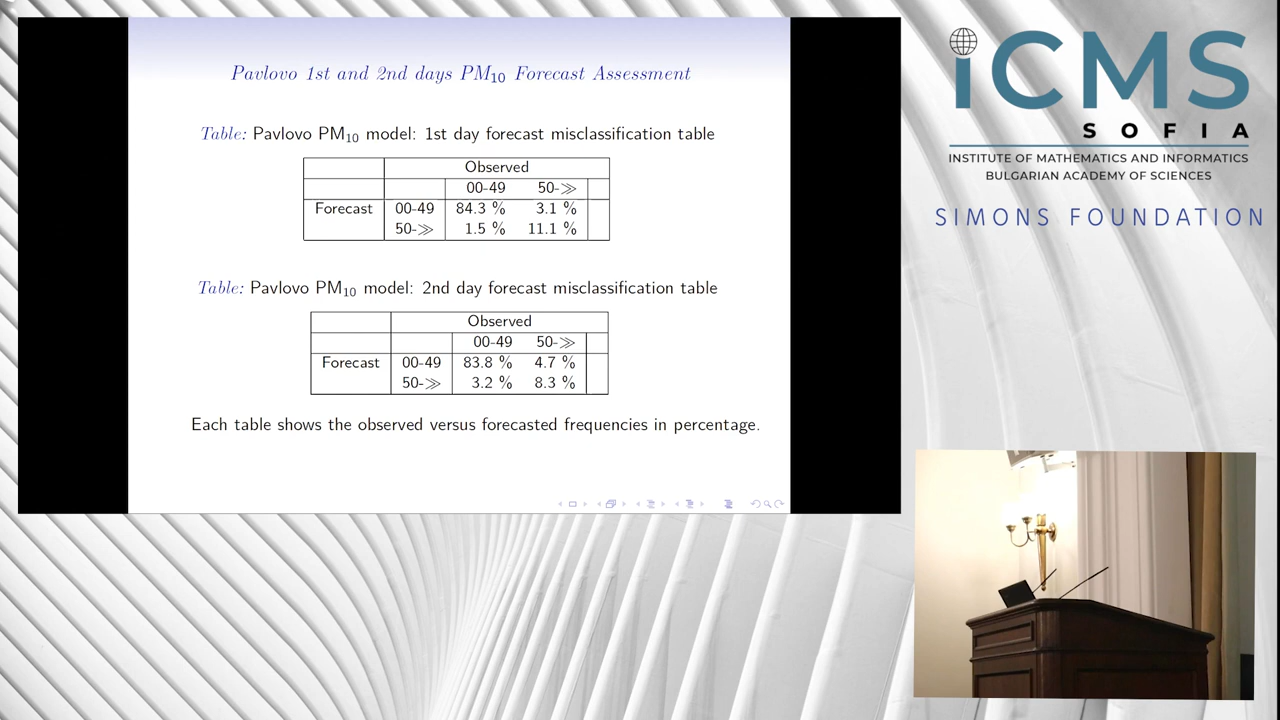 Pavlovo 1st and 2nd days PM10 Forecast Assessment
Table: Pavlovo PM10 model: 1st day forecast misclassification table
Observed
00-49 50-≫
Forecast 00-49 84.3 % 3.1 %
50-≫ 1.5 % 11.1 %
Table: Pavlovo PM10 model: 2nd day forecast misclassification table
Observed
00-49 50-≫
Forecast 00-49 83.8 % 4.7 %
50-≫ 3.2 % 8.3 %
Each table shows the observed versus forecasted frequencies in percentage.
iCMS
SOFIA
INSTITUTE OF MATHEMATICS AND INFORMATICS
BULGARIAN ACADEMY OF SCIENCES
SIMONS FOUNDATION